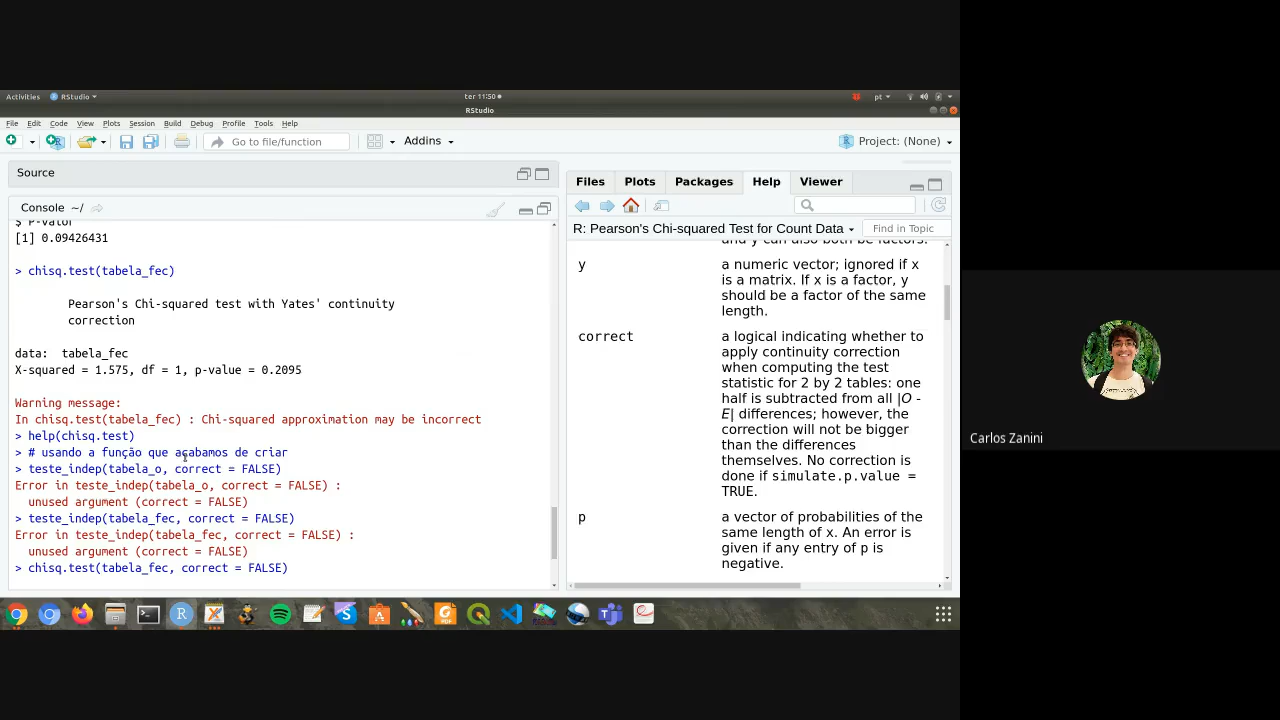 Activities
RStudio
ter 11:50
pt
RStudio
File Edit Code View Plots Session Build Debug Profile Tools Help
Go to file/function
Addins
Project: (None)
Source
Console ~/
[1] 0.09426431
> chisq.test(tabela_fec)
Pearson's Chi-squared test with Yates' continuity
correction
data: tabela_fec
X-squared = 1.575, df = 1, p-value = 0.2095
Warning message:
In chisq.test(tabela_fec) : Chi-squared approximation may be incorrect
> help(chisq.test)
> # usando a função que acabamos de criar
> teste_indep(tabela_o, correct = FALSE)
Error in teste_indep(tabela_o, correct = FALSE) :
unused argument (correct = FALSE)
> teste_indep(tabela_fec, correct = FALSE)
Error in teste_indep(tabela_fec, correct = FALSE) :
unused argument (correct = FALSE)
> chisq.test(tabela_fec, correct = FALSE)
Files Plots Packages Help Viewer
R: Pearson's Chi-squared Test for Count Data
Find in Topic
and y can also both be factors.
y
a numeric vector; ignored if x
is a matrix. If x is a factor, y
should be a factor of the same
length.
correct
a logical indicating whether to
apply continuity correction
when computing the test
statistic for 2 by 2 tables: one
half is subtracted from all |O -
E| differences; however, the
correction will not be bigger
than the differences
themselves. No correction is
done if simulate.p.value =
TRUE.
p
a vector of probabilities of the
same length of x. An error is
given if any entry of p is
negative.
Carlos Zanini